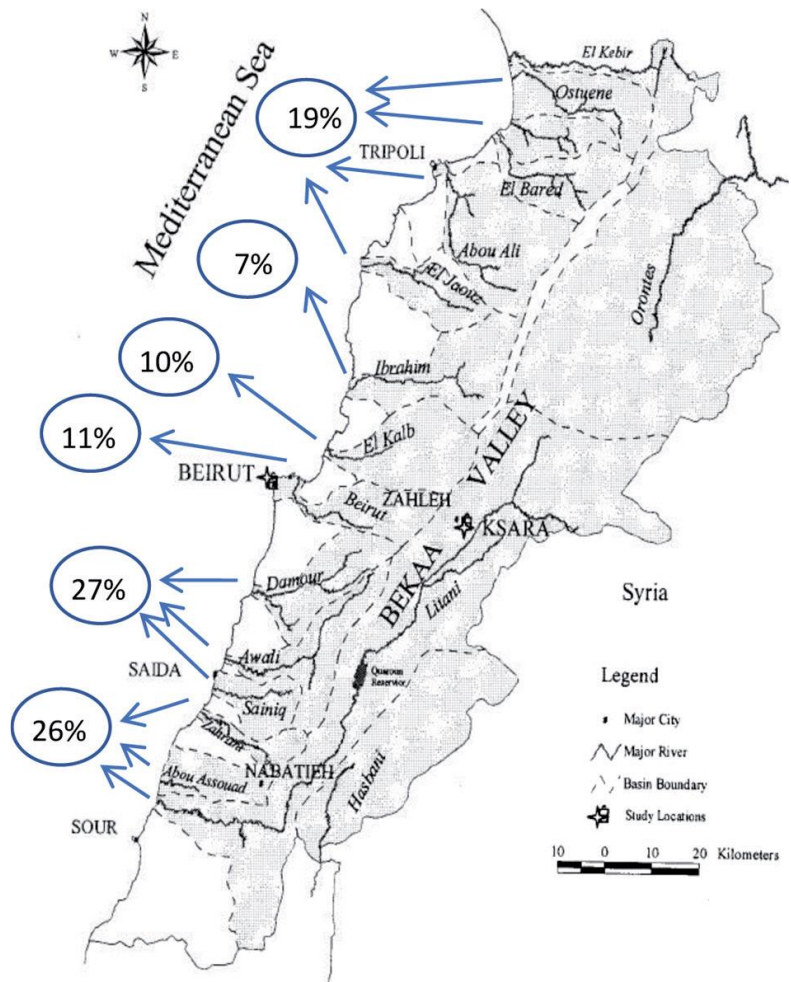 N
W
E
S
Mediterranean Sea
El Kebir
Ostuene
19%
TRIPOLI
El Bared
Abou Ali
7%
El Jaouz
Orontes
10%
Ibrahim
11%
El Kalb
VALLEY
BEIRUT
Beirut
ZAHLEH
KSARA
BEKAA
27%
Damour
Litani
Syria
Awali
SAIDA
Quaroun
Reservoir
Sainiq
26%
Zahrani
NABATIEH
Hasbani
Abou Assouad
SOUR
Legend
Major City
Major River
Basin Boundary
Study Locations
10 0 10 20 Kilometers